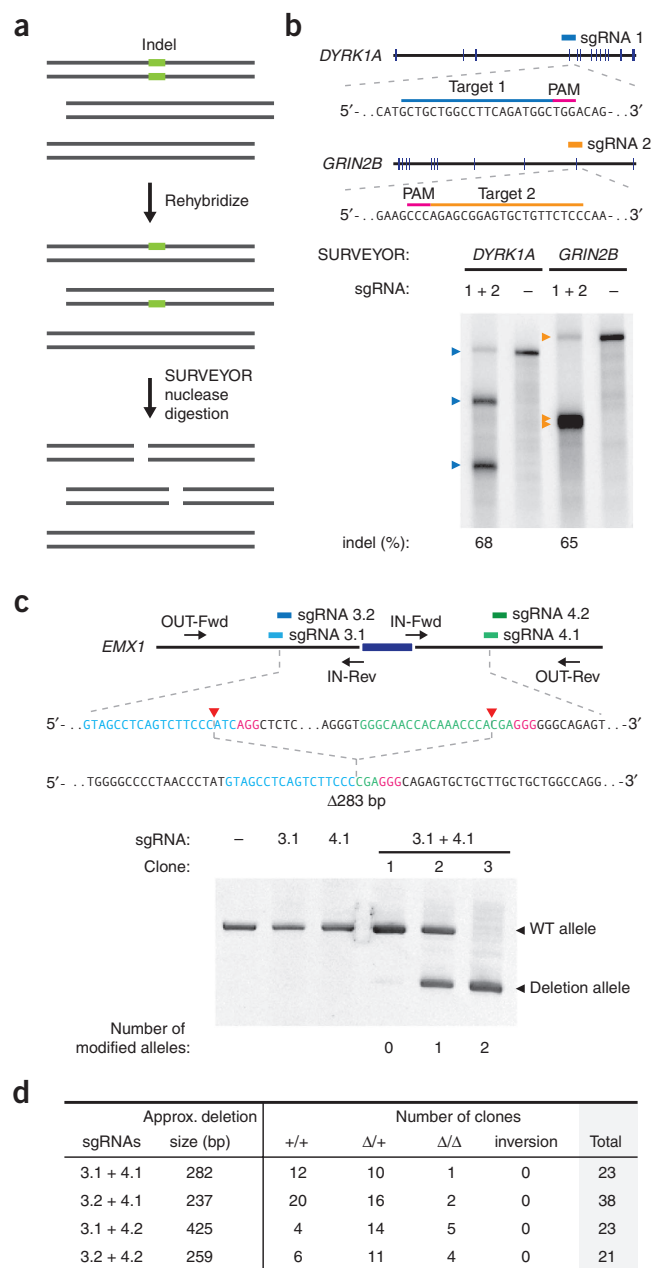 a
Indel
Rehybridize
SURVEYOR
nuclease
digestion
b
sgRNA 1
DYRK1A
Target 1 PAM
5′-..CATGCTGCTGGCCTTCAGATGGCTGGACAG-..3′
sgRNA 2
GRIN2B
PAM Target 2
5′-..GAAGCCCAGAGCGGAGTGCTGTTCTCCCAA-..3′
SURVEYOR: DYRK1A GRIN2B
sgRNA: 1 + 2 – 1 + 2 –
indel (%): 68 65
c
OUT-Fwd sgRNA 3.2 IN-Fwd sgRNA 4.2
sgRNA 3.1 sgRNA 4.1
EMX1
IN-Rev OUT-Rev
5′-..GTAGCCTCAGTCTTCCCATCAGGCTCTC...AGGGTGGGCAACCACAAACCCACGAGGGGGGCAGAGT..-3′
5′-..TGGGGCCCCTAACCCTATGTAGCCTCAGTCTTCCCCGAGGGCAGAGTGCTGCTTGCTGCTGGCCAGG..-3′
Δ283 bp
sgRNA: – 3.1 4.1 3.1 + 4.1
Clone: 1 2 3
WT allele
Deletion allele
Number of
modified alleles: 0 1 2
d
Approx. deletion Number of clones
sgRNAs size (bp) +/+ Δ/+ Δ/Δ inversion Total
3.1 + 4.1 282 12 10 1 0 23
3.2 + 4.1 237 20 16 2 0 38
3.1 + 4.2 425 4 14 5 0 23
3.2 + 4.2 259 6 11 4 0 21